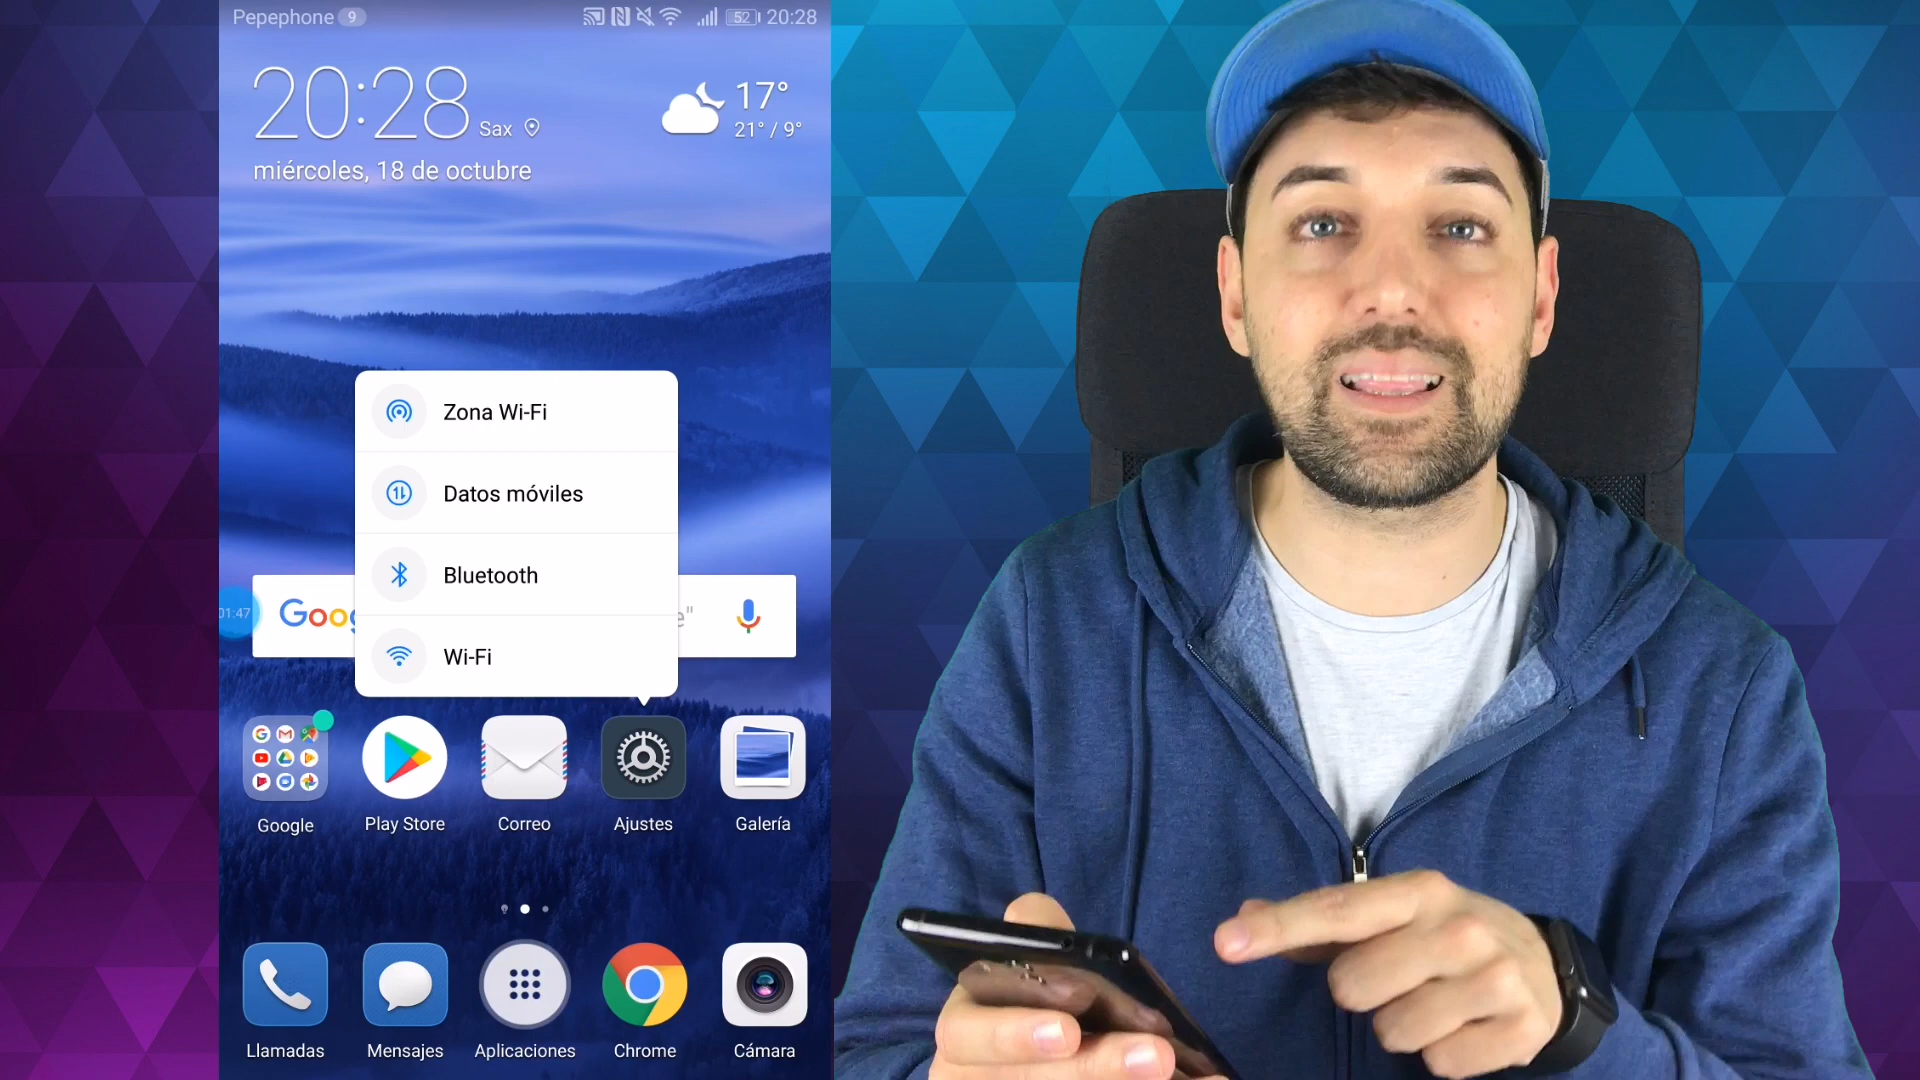 Pepephone 9
52 20:28
20:28 Sax
17°
21° / 9°
miércoles, 18 de octubre
Zona Wi-Fi
Datos móviles
Bluetooth
Wi-Fi
01:47
Goog
e"
Google
Play Store
Correo
Ajustes
Galería
Llamadas
Mensajes
Aplicaciones
Chrome
Cámara